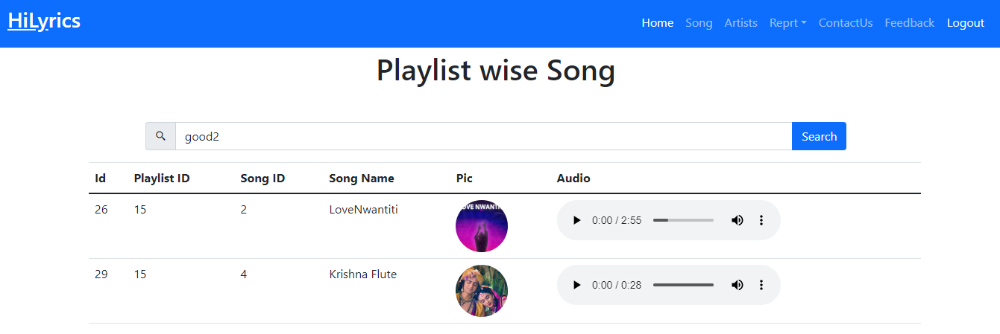 HiLyrics Home Song Artists Reprt ContactUs Feedback Logout
Playlist wise Song
good2 Search
Id Playlist ID Song ID Song Name Pic Audio
26 15 2 LoveNwantiti LOVE NWANTI 0:00 / 2:55
29 15 4 Krishna Flute 0:00 / 0:28